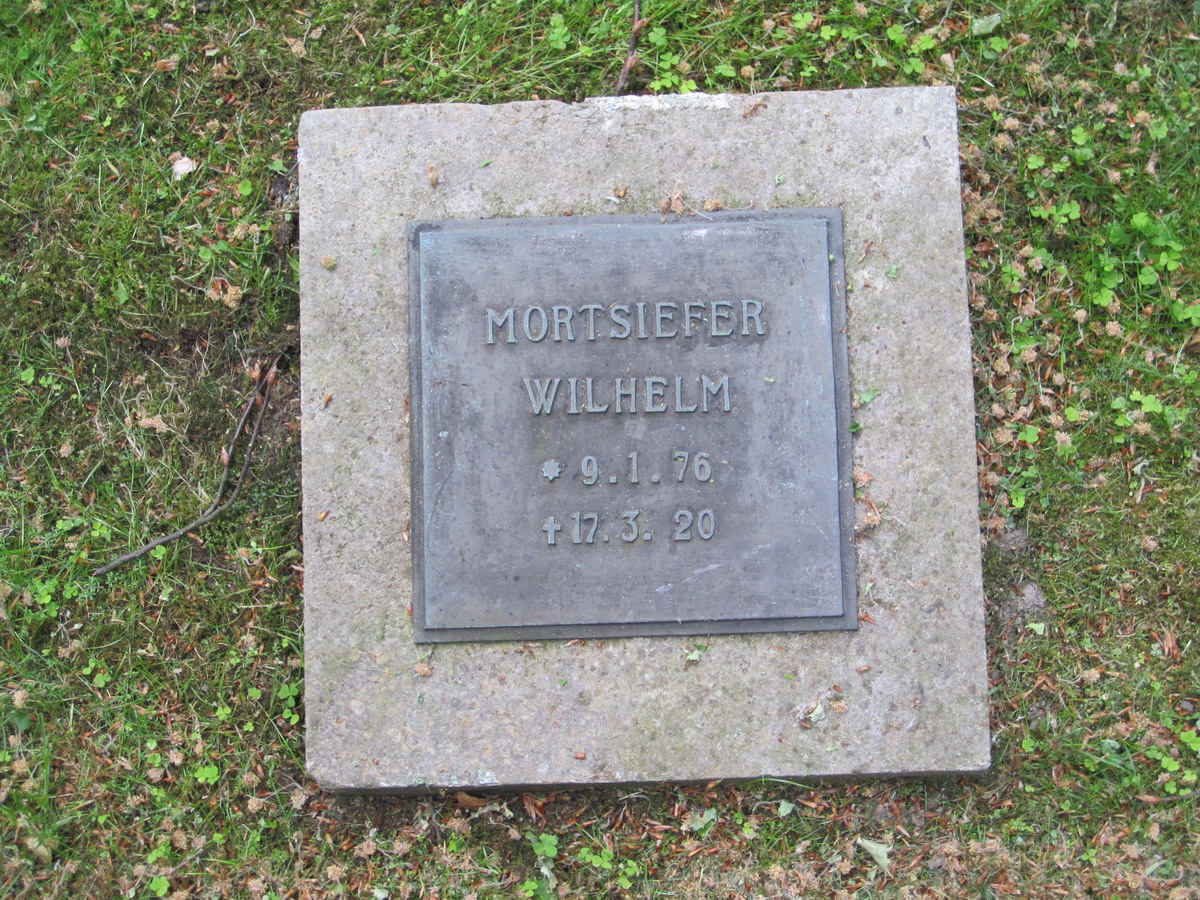 MORTSIEFER
WILHELM
* 9.1.76
✝17.3.20